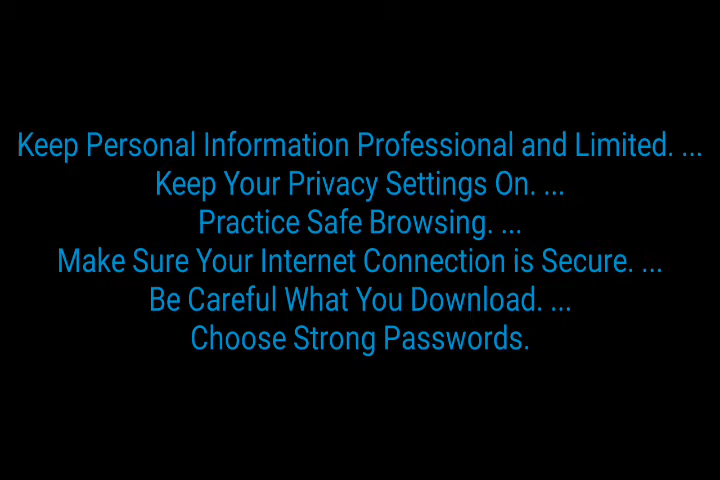 Keep Personal Information Professional and Limited. ...
Keep Your Privacy Settings On. ...
Practice Safe Browsing. ...
Make Sure Your Internet Connection is Secure. ...
Be Careful What You Download. ...
Choose Strong Passwords.